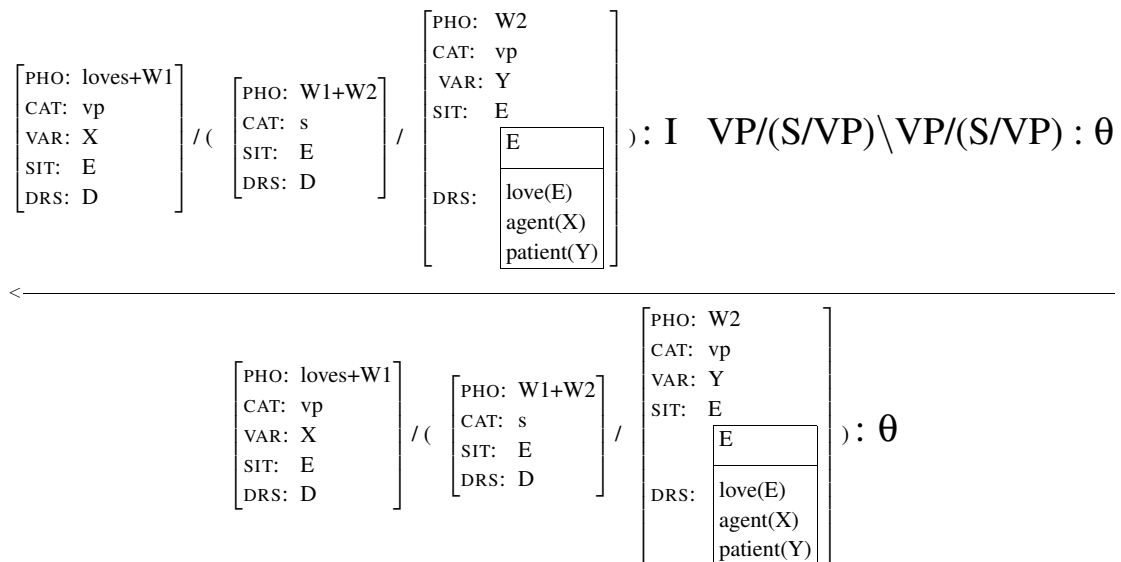 [PHO: loves+W1 CAT: vp VAR: X SIT: E DRS: D] / ( [PHO: W1+W2 CAT: s SIT: E DRS: D] / [PHO: W2 CAT: vp VAR: Y SIT: E DRS: [E | love(E) agent(X) patient(Y)]] ) : I VP/(S/VP)\VP/(S/VP) : θ
<
[PHO: loves+W1 CAT: vp VAR: X SIT: E DRS: D] / ( [PHO: W1+W2 CAT: s SIT: E DRS: D] / [PHO: W2 CAT: vp VAR: Y SIT: E DRS: [E | love(E) agent(X) patient(Y)]] ) : θ